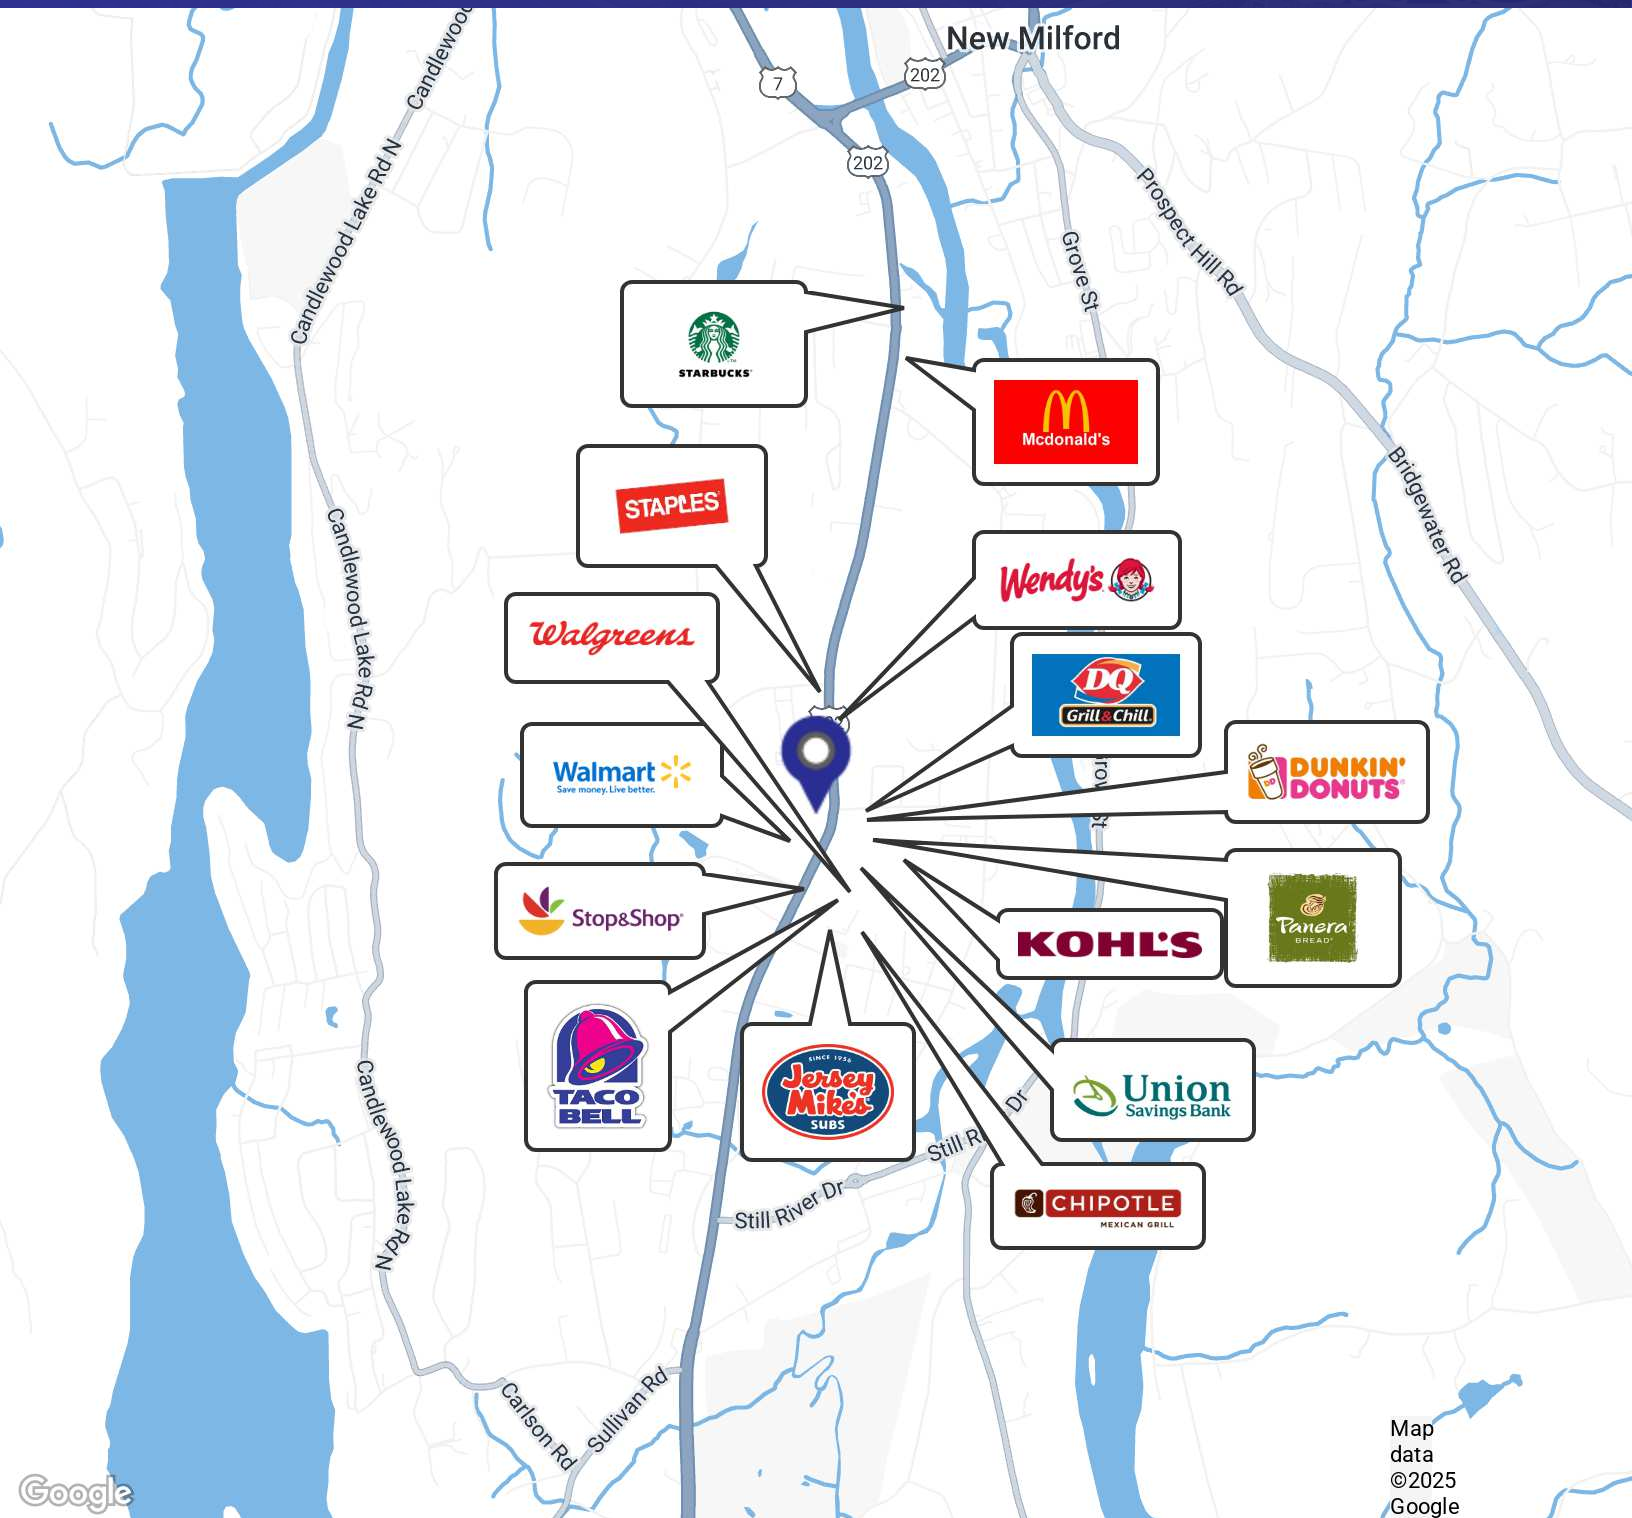 New Milford
Candlewood
7
202
202
Candlewood Lake Rd N
Prospect Hill Rd
Grove St
STARBUCKS
Mcdonald's
STAPLES
Bridgewater Rd
Candlewood Lake Rd N
Wendy's
Walgreens
DQ
Grill & Chill
Walmart
Save money. Live better.
DUNKIN'
DONUTS
DD
St
Stop&Shop
KOHL'S
Panera
BREAD
TACO
BELL
SINCE 1956
Jersey
Mike's
SUBS
Union
Savings Bank
Candlewood Lake Rd N
Dr
Still R
Still River Dr
CHIPOTLE
MEXICAN GRILL
Carlson Rd
Sullivan Rd
Map
data
©2025
Google
Google